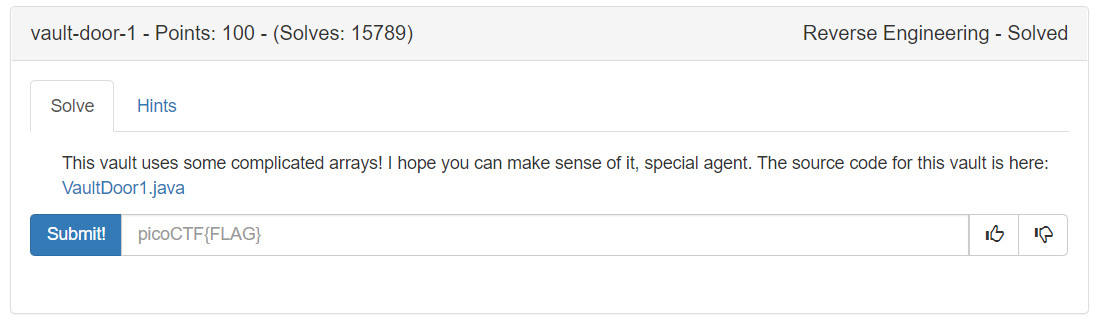 vault-door-1 - Points: 100 - (Solves: 15789) Reverse Engineering - Solved
Solve Hints
This vault uses some complicated arrays! I hope you can make sense of it, special agent. The source code for this vault is here:
VaultDoor1.java
Submit! picoCTF{FLAG}